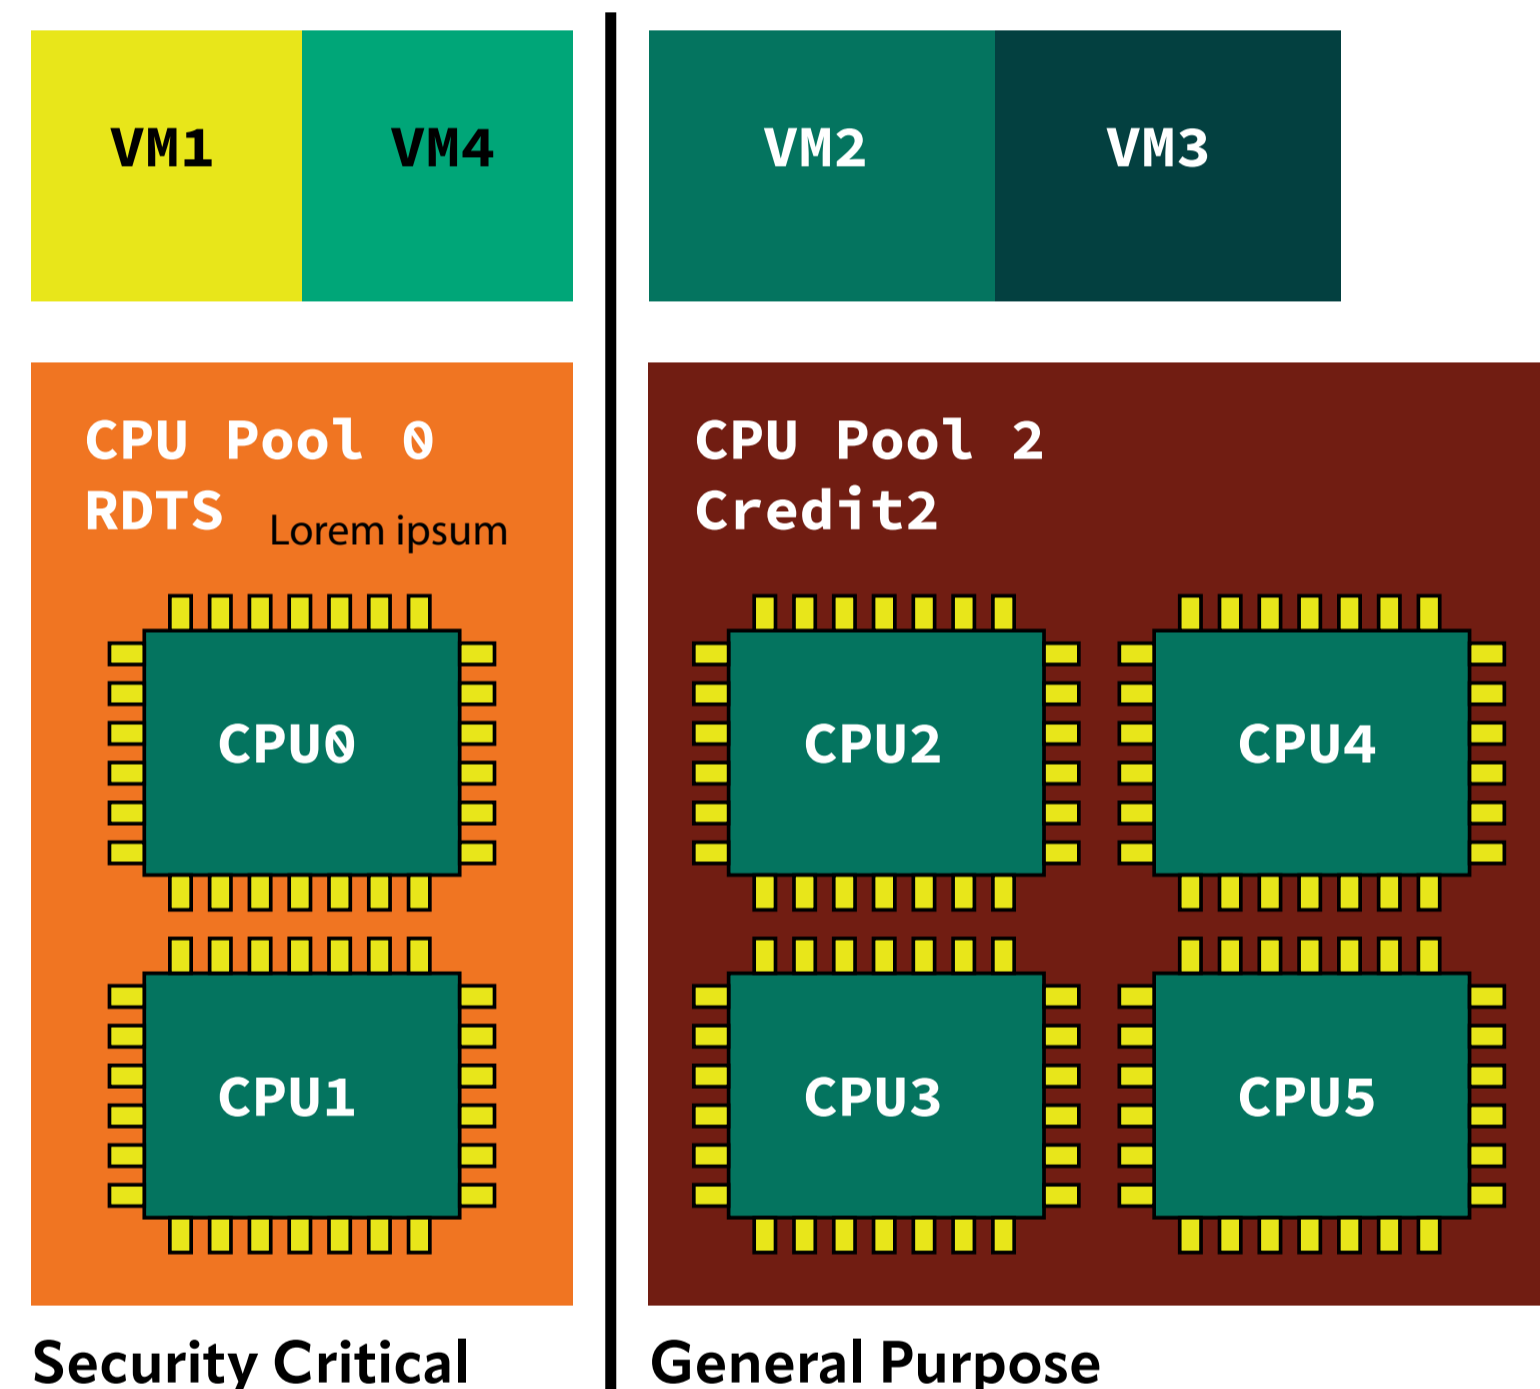 VM1 VM4
VM2 VM3
CPU Pool 0
RDTS
Lorem ipsum
CPU0
CPU1
Security Critical
CPU Pool 2
Credit2
CPU2 CPU4
CPU3 CPU5
General Purpose